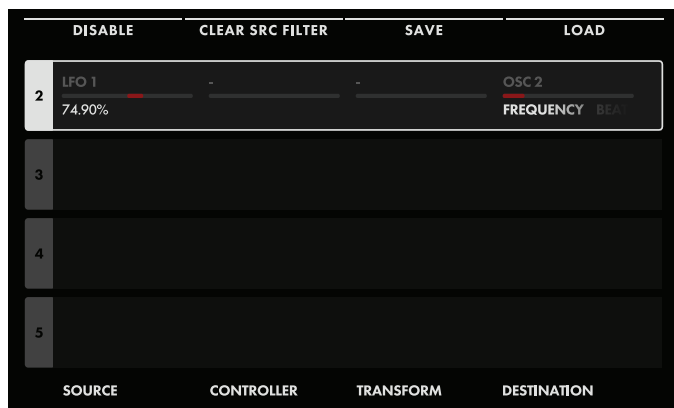 DISABLE CLEAR SRC FILTER SAVE LOAD
2 LFO 1 - - OSC 2
74.90% FREQUENCY BEAT
3
4
5
SOURCE CONTROLLER TRANSFORM DESTINATION